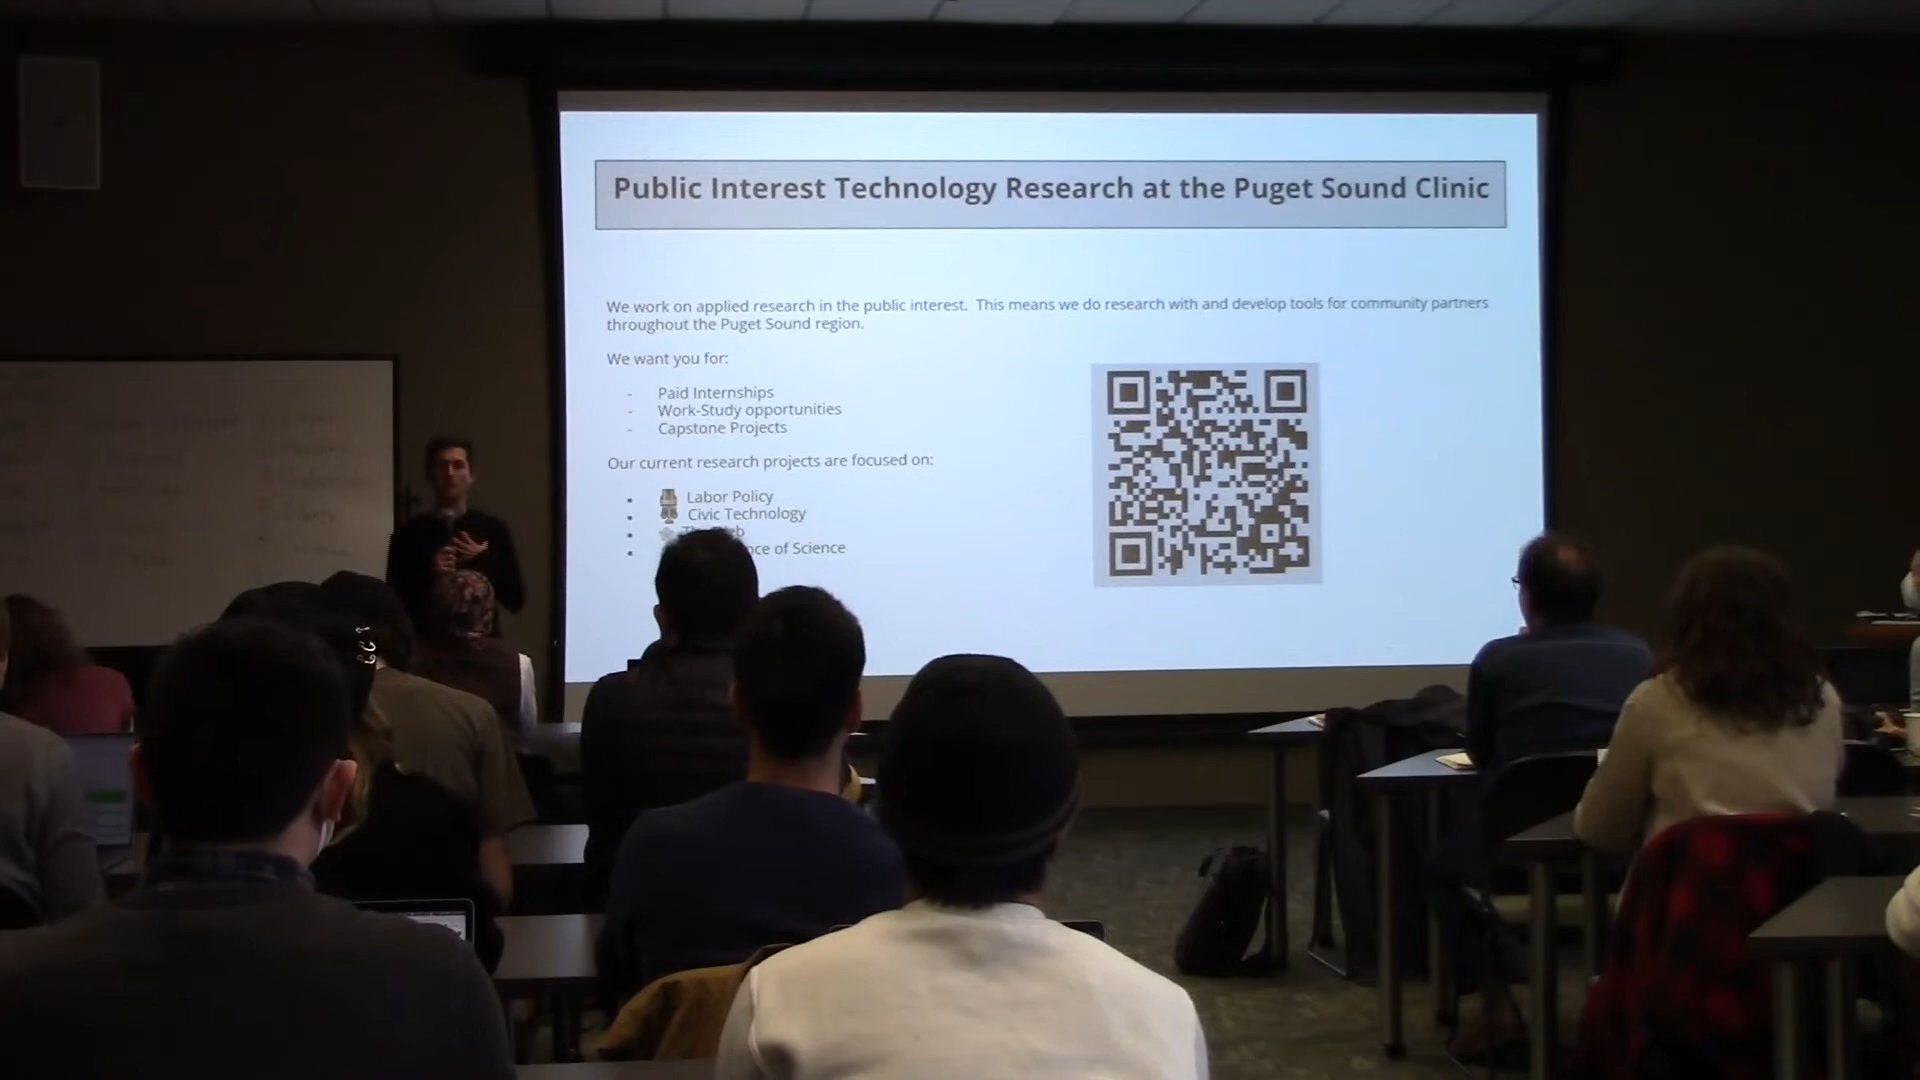 Public Interest Technology Research at the Puget Sound Clinic
We work on applied research in the public interest. This means we do research with and develop tools for community partners
throughout the Puget Sound region.
We want you for:
- Paid Internships
- Work-Study opportunities
- Capstone Projects
Our current research projects are focused on:
• Labor Policy
• Civic Technology
•
• of Science